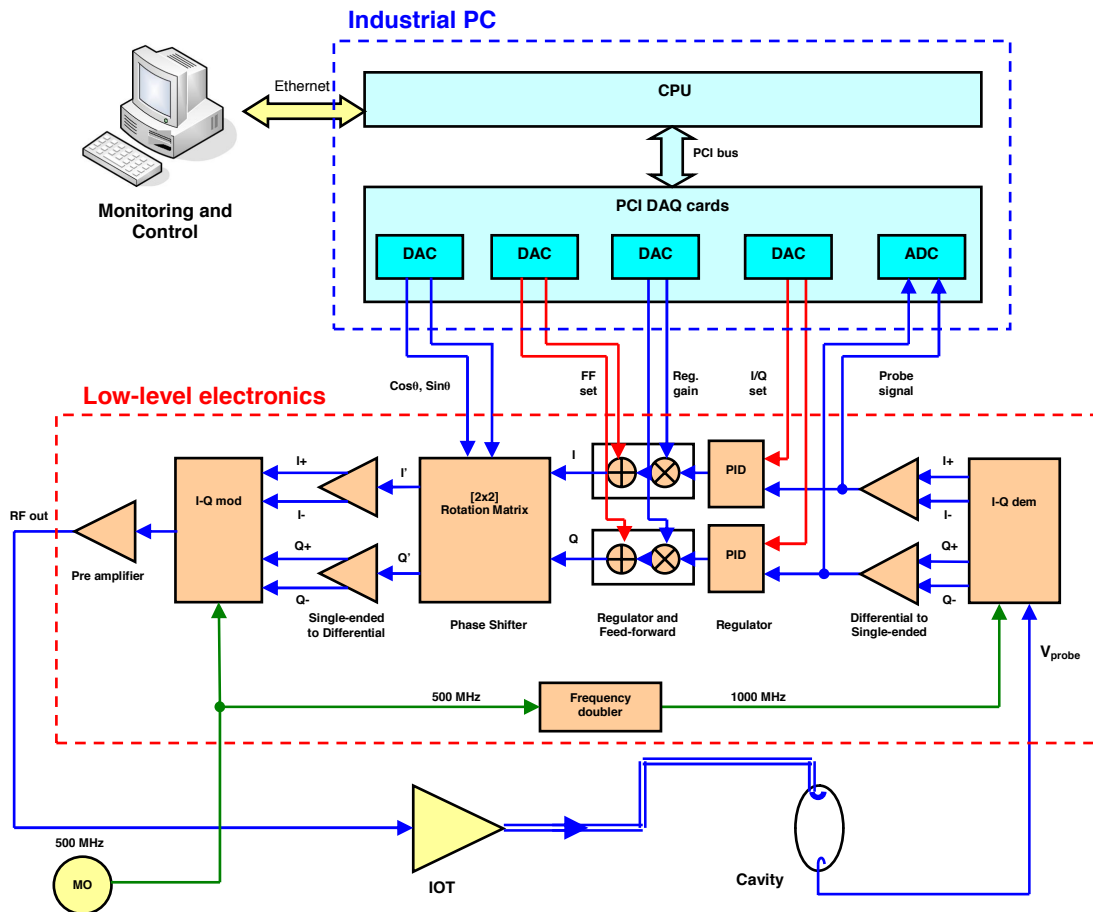 Industrial PC
Ethernet
CPU
PCI bus
Monitoring and
Control
PCI DAQ cards
DAC
DAC
DAC
DAC
ADC
Cosθ, Sinθ
FF
set
Reg.
gain
I/Q
set
Probe
signal
Low-level electronics
RF out
Pre amplifier
I-Q mod
I+
I-
Q+
Q-
I'
Q'
Single-ended
to Differential
[2x2]
Rotation Matrix
Phase Shifter
I
Q
Regulator and
Feed-forward
PID
PID
Regulator
Differential to
Single-ended
I+
I-
Q+
Q-
I-Q dem
Vprobe
500 MHz
Frequency
doubler
1000 MHz
500 MHz
MO
IOT
Cavity